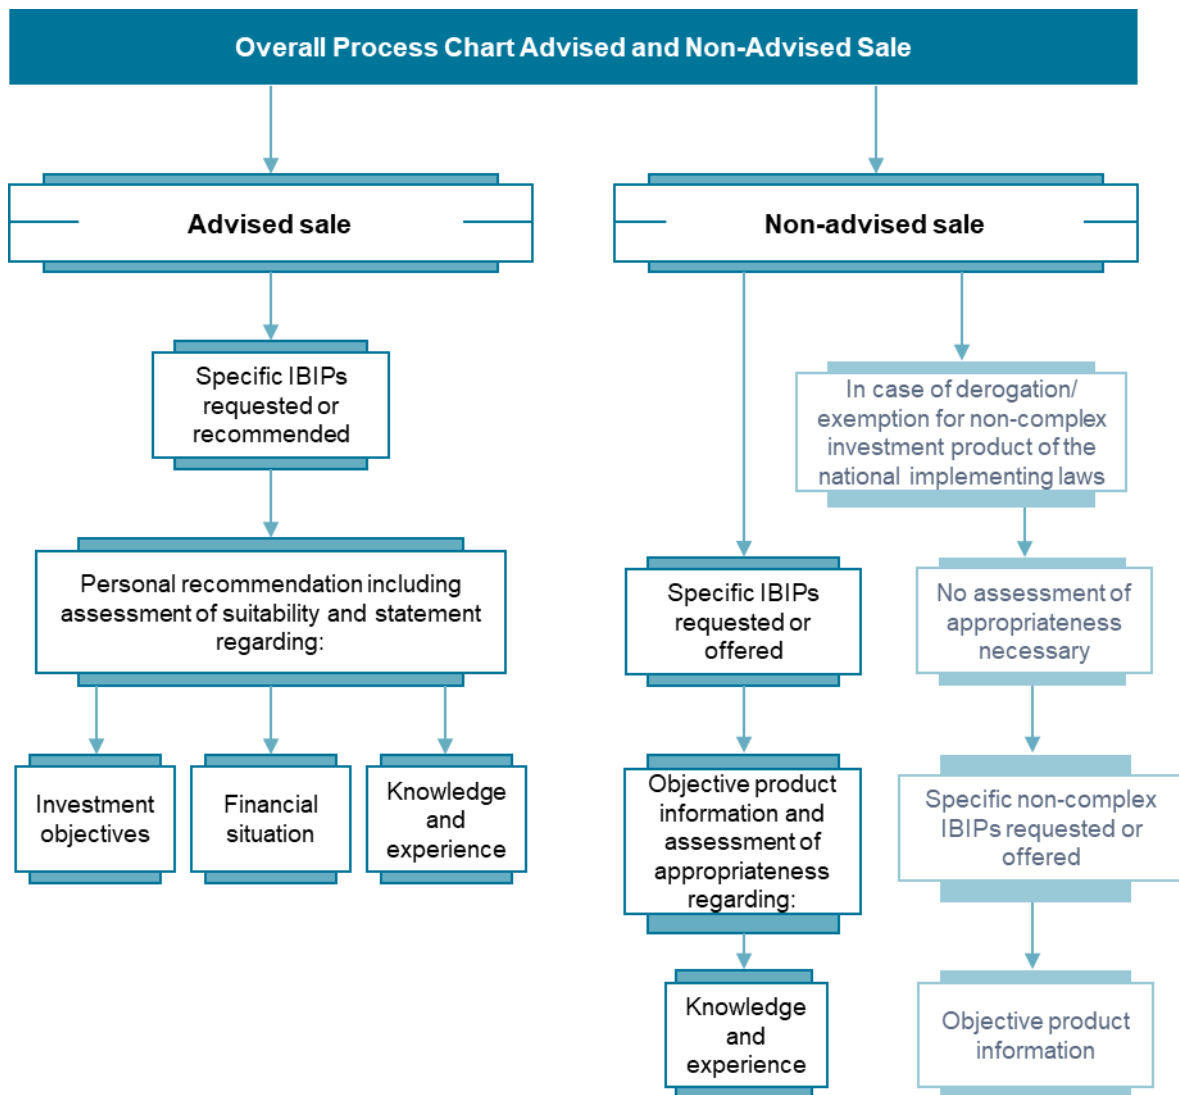 Overall Process Chart Advised and Non-Advised Sale
Advised sale
Non-advised sale
Specific IBIPs
requested or
recommended
Personal recommendation including
assessment of suitability and statement
regarding:
Investment
objectives
Financial
situation
Knowledge
and
experience
Specific IBIPs
requested or
offered
Objective product
information and
assessment of
appropriateness
regarding:
Knowledge
and
experience
In case of derogation/
exemption for non-complex
investment product of the
national implementing laws
No assessment of
appropriateness
necessary
Specific non-complex
IBIPs requested or
offered
Objective product
information